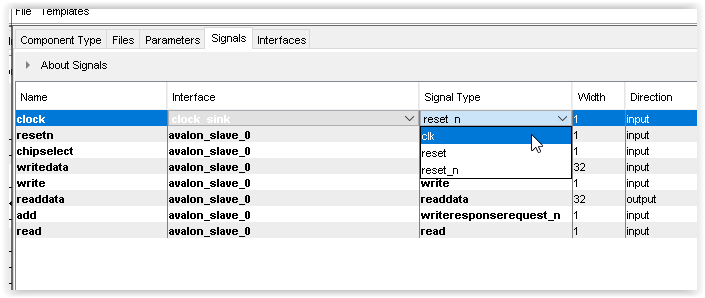 File Templates
Component Type Files Parameters Signals Interfaces
About Signals
Name Interface Signal Type Width Direction
clock clock_sink reset_n 1 input
resetn avalon_slave_0 clk 1 input
chipselect avalon_slave_0 reset 1 input
writedata avalon_slave_0 reset_n 32 input
write avalon_slave_0 write 1 input
readdata avalon_slave_0 readdata 32 output
add avalon_slave_0 writeresponserequest_n 1 input
read avalon_slave_0 read 1 input